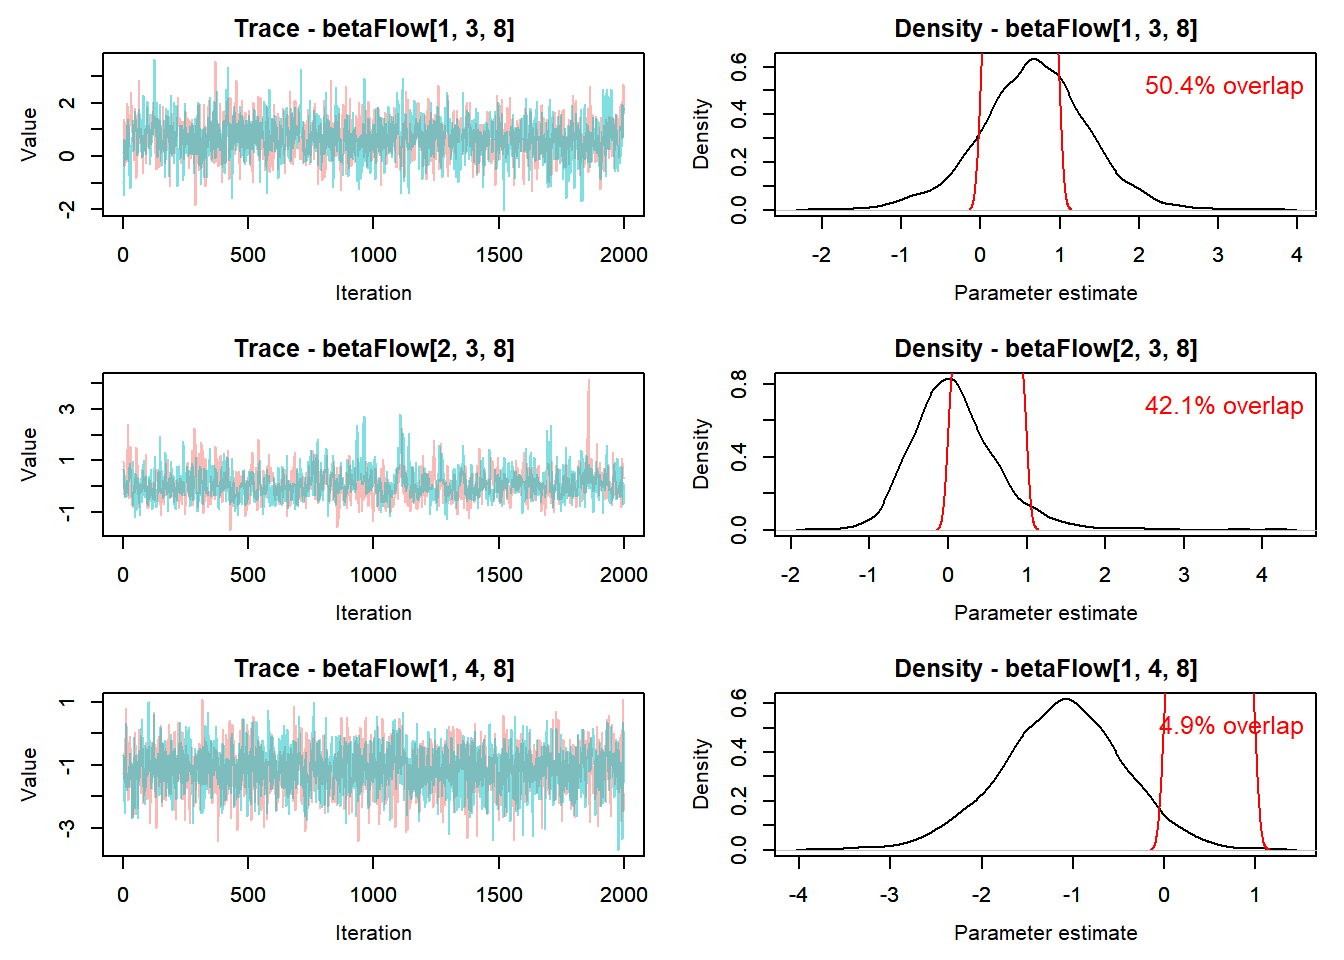 Trace - betaFlow[1, 3, 8]
Value
2
0
-2
0
500
1000
1500
2000
Iteration
Density - betaFlow[1, 3, 8]
Density
0.6
0.4
0.2
0.0
50.4% overlap
-2
-1
0
1
2
3
4
Parameter estimate
Trace - betaFlow[2, 3, 8]
Value
3
1
-1
0
500
1000
1500
2000
Iteration
Density - betaFlow[2, 3, 8]
Density
0.8
0.4
0.0
42.1% overlap
-2
-1
0
1
2
3
4
Parameter estimate
Trace - betaFlow[1, 4, 8]
Value
1
-1
-3
0
500
1000
1500
2000
Iteration
Density - betaFlow[1, 4, 8]
Density
0.6
0.4
0.2
0.0
4.9% overlap
-4
-3
-2
-1
0
1
Parameter estimate